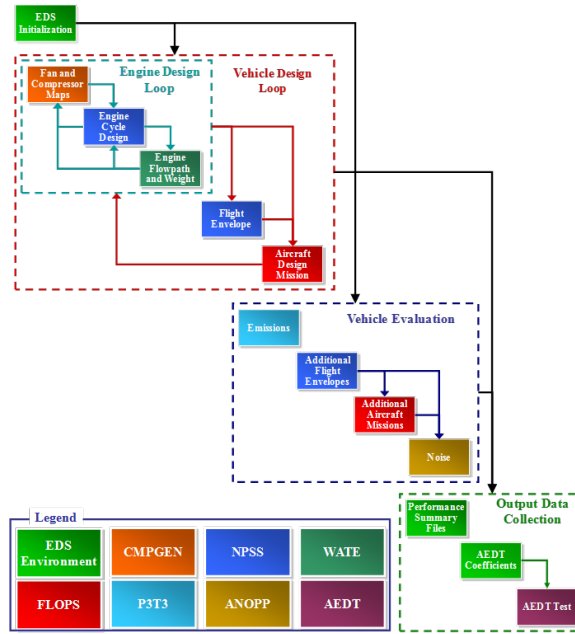 EDS
Initialization
Engine Design
Loop
Vehicle Design
Loop
Fan and
Compressor
Maps
Engine
Cycle
Design
Engine
Flowpath
and Weight
Flight
Envelope
Aircraft
Design
Mission
Vehicle Evaluation
Emissions
Additional
Flight
Envelopes
Additional
Aircraft
Missions
Noise
Output Data
Collection
Performance
Summary
Files
AEDT
Coefficients
AEDT Test
Legend
EDS
Environment
CMPGEN
NPSS
WATE
FLOPS
P3T3
ANOPP
AEDT